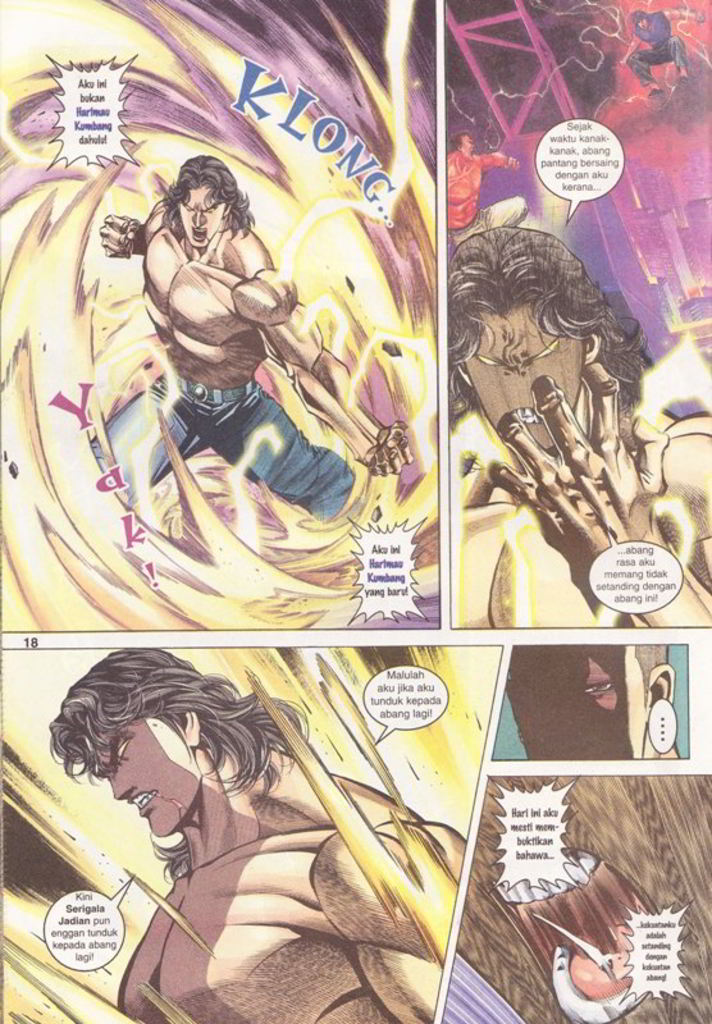 Aku ini
bukan
Harimau
Kumbang
dahulu!
KLONG...
Yak!
Aku ini
Harimau
Kumbang
yang baru!
Sejak
waktu kanak-
kanak, abang
pantang bersaing
dengan aku
kerana...
...abang
rasa aku
memang tidak
setanding dengan
abang ini!
18
Malulah
aku jika aku
tunduk kepada
abang lagi!
Kini
Serigala
Jadian pun
enggan tunduk
kepada abang
lagi!
....
Hari ini aku
mesti mem-
buktikan
bahawa...
...kekuatanku
adalah
setanding
dengan
kekuatan
abang!